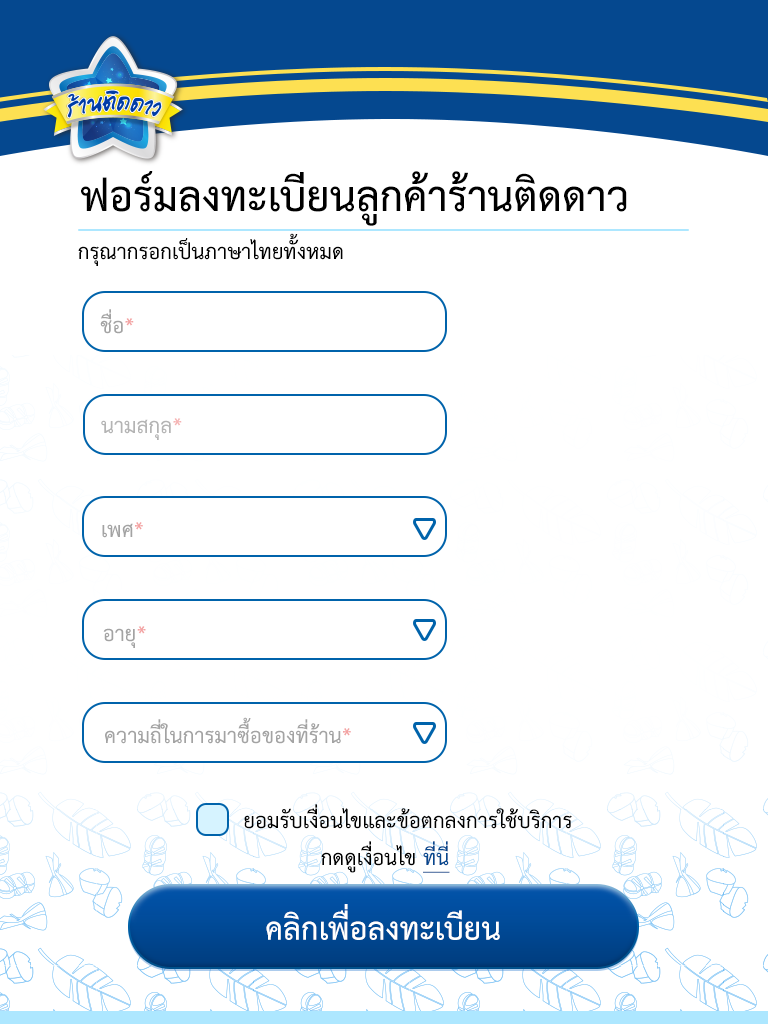 ร้านติดดาว
ฟอร์มลงทะเบียนลูกค้าร้านติดดาว
กรุณากรอกเป็นภาษาไทยทั้งหมด
ชื่อ*
นามสกุล*
เพศ*
อายุ*
ความถี่ในการมาซื้อของที่ร้าน*
ยอมรับเงื่อนไขและข้อตกลงการใช้บริการ
กดดูเงื่อนไข ที่นี่
คลิกเพื่อลงทะเบียน